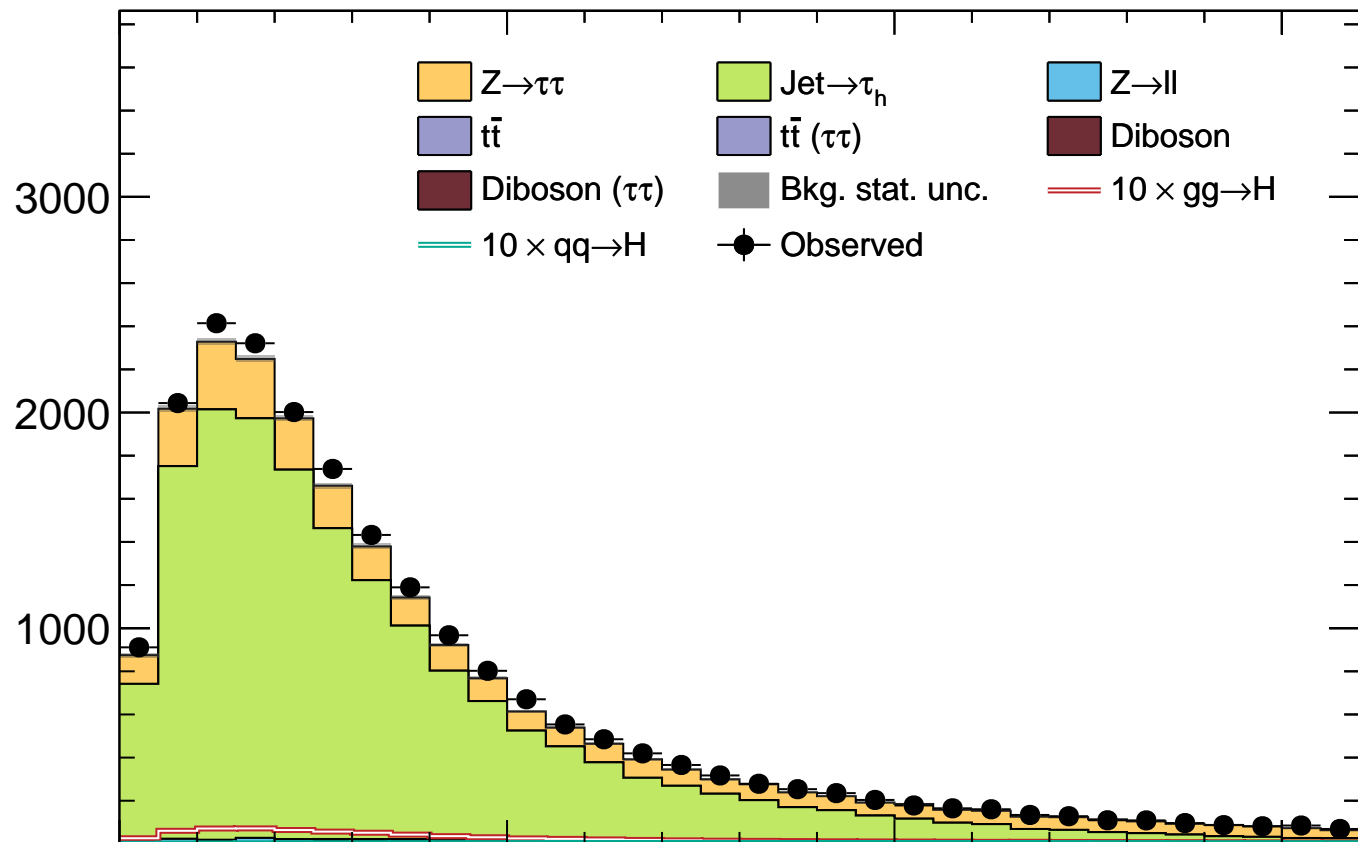 Z→ττ Jet→τ_h Z→ll
tt̄ tt̄ (ττ) Diboson
3000
Diboson (ττ) Bkg. stat. unc. 10 × gg→H
10 × qq→H Observed
2000
1000